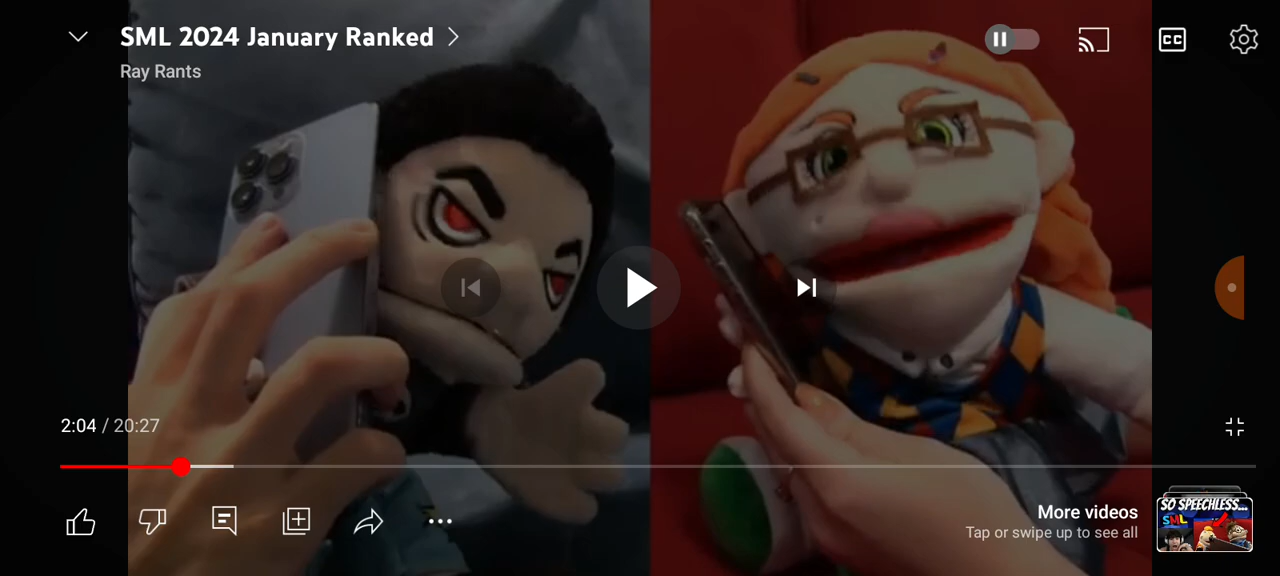 SML 2024 January Ranked
Ray Rants
CC
2:04 / 20:27
More videos
Tap or swipe up to see all
SO SPEECHLESS...
SML